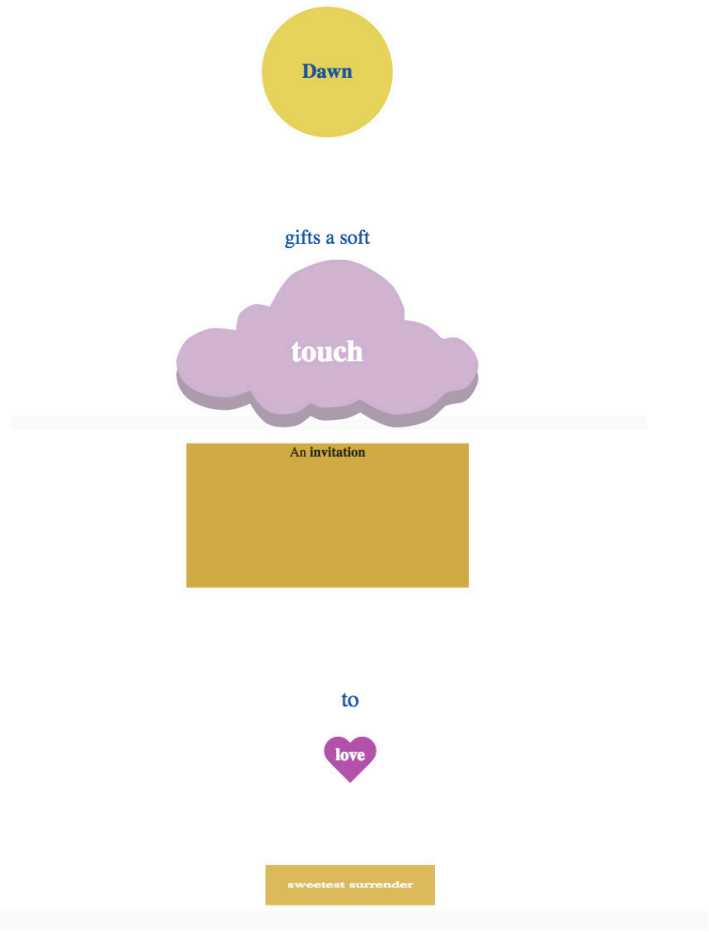 Dawn
gifts a soft
touch
An invitation
to
love
sweetest surrender